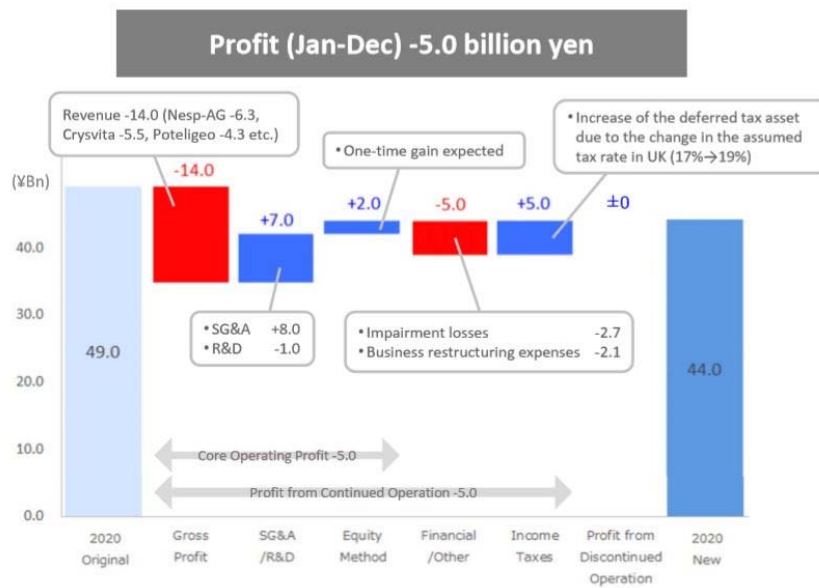 Profit (Jan-Dec) -5.0 billion yen
Revenue -14.0 (Nesp-AG -6.3,
Crysvita -5.5, Poteligeo -4.3 etc.)
• Increase of the deferred tax asset
due to the change in the assumed
tax rate in UK (17%→19%)
• One-time gain expected
(¥Bn)
-14.0
+7.0
+2.0
-5.0
+5.0
±0
40.0
30.0
20.0
10.0
0.0
49.0
• SG&A +8.0
• R&D -1.0
• Impairment losses -2.7
• Business restructuring expenses -2.1
44.0
Core Operating Profit -5.0
Profit from Continued Operation -5.0
2020
Original
Gross
Profit
SG&A
/R&D
Equity
Method
Financial
/Other
Income
Taxes
Profit from
Discontinued
Operation
2020
New